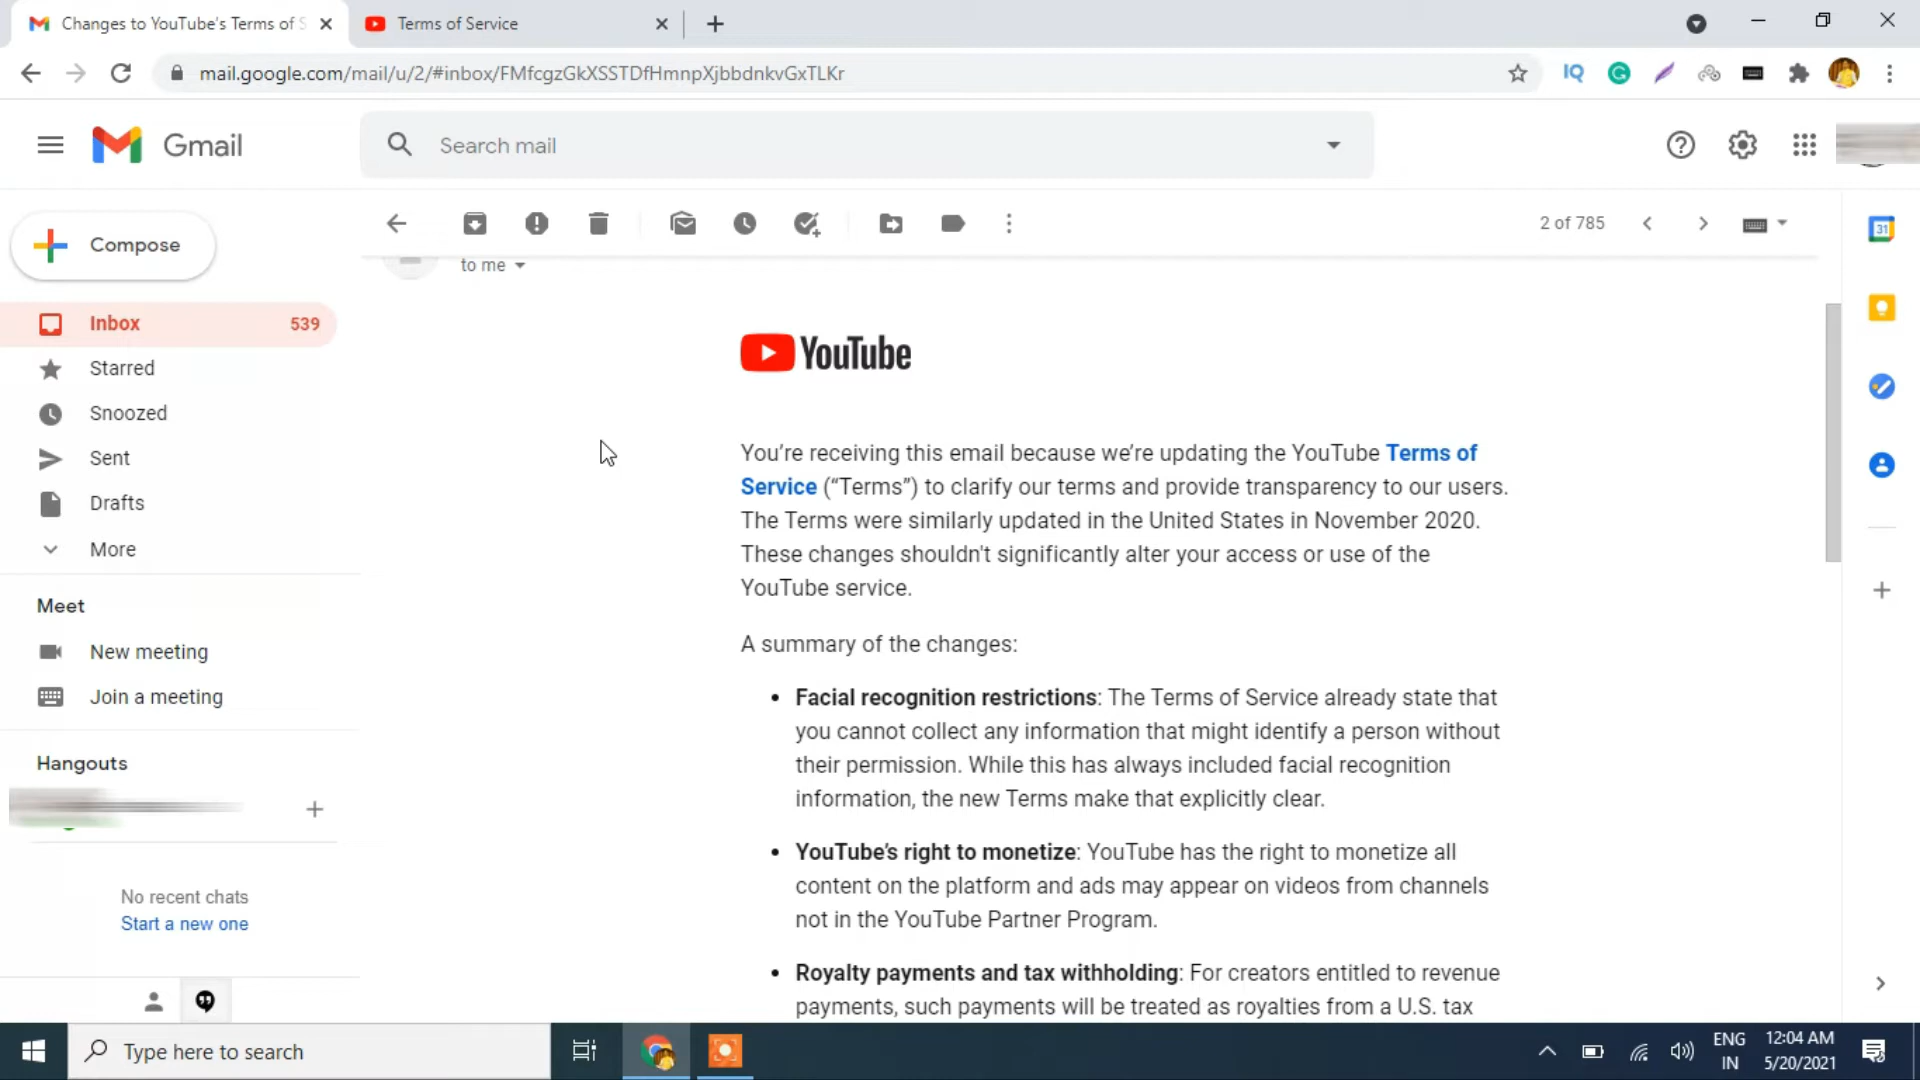 Changes to YouTube's Terms of S
Terms of Service
mail.google.com/mail/u/2/#inbox/FMfcgzGkXSSTDfHmnpXjbbdnkvGxTLKr
IQ
Gmail
Search mail
2 of 785
31
Compose
to me
Inbox 539
Starred
Snoozed
Sent
Drafts
More
Meet
New meeting
Join a meeting
Hangouts
No recent chats
Start a new one
YouTube
You’re receiving this email because we’re updating the YouTube Terms of
Service (“Terms”) to clarify our terms and provide transparency to our users.
The Terms were similarly updated in the United States in November 2020.
These changes shouldn't significantly alter your access or use of the
YouTube service.
A summary of the changes:
• Facial recognition restrictions: The Terms of Service already state that
you cannot collect any information that might identify a person without
their permission. While this has always included facial recognition
information, the new Terms make that explicitly clear.
• YouTube’s right to monetize: YouTube has the right to monetize all
content on the platform and ads may appear on videos from channels
not in the YouTube Partner Program.
• Royalty payments and tax withholding: For creators entitled to revenue
payments, such payments will be treated as royalties from a U.S. tax
Type here to search
ENG
IN
12:04 AM
5/20/2021